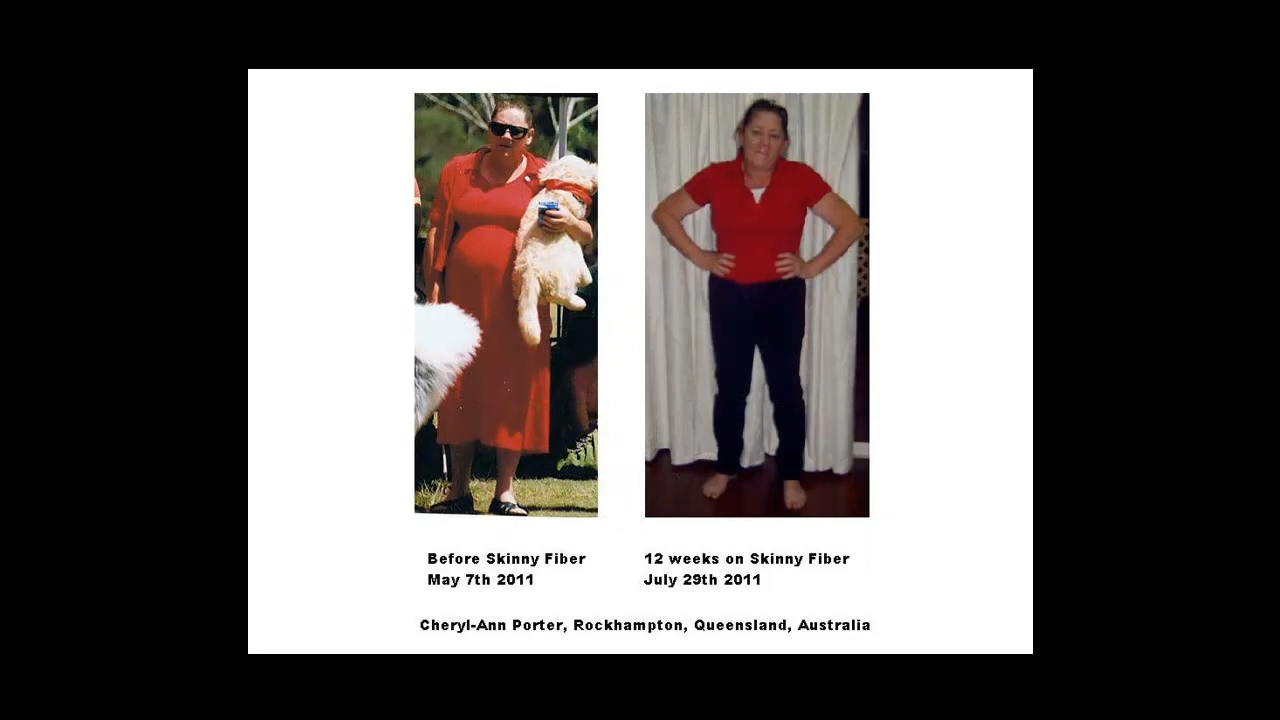 Before Skinny Fiber
May 7th 2011
12 weeks on Skinny Fiber
July 29th 2011
Cheryl-Ann Porter, Rockhampton, Queensland, Australia